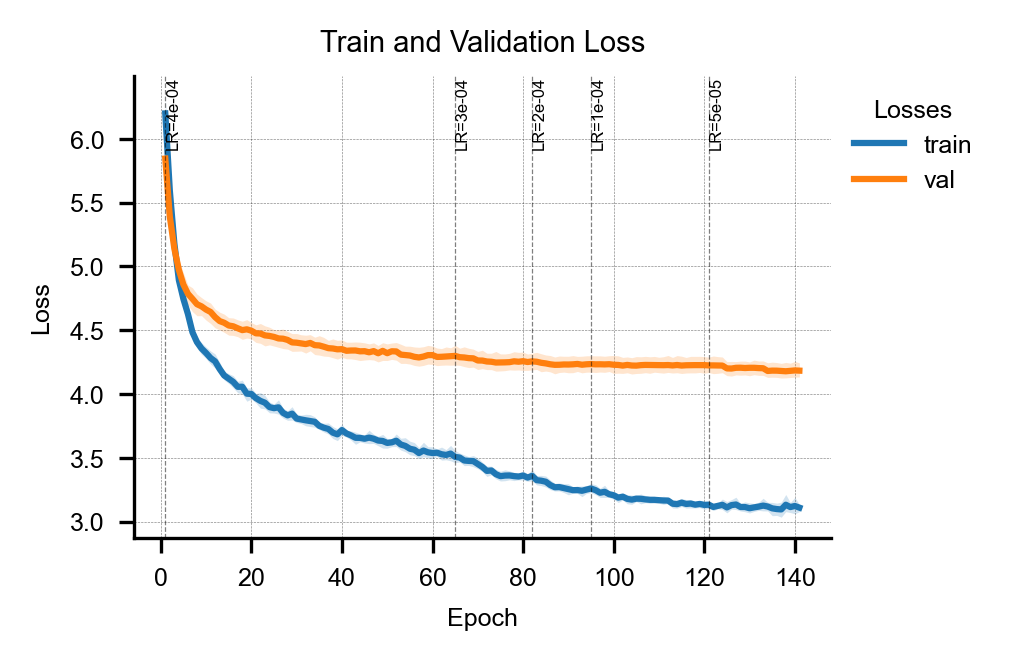 Train and Validation Loss
LR=4e-04
LR=3e-04
LR=2e-04
LR=1e-04
LR=5e-05
Losses
train
val
Loss
6.0
5.5
5.0
4.5
4.0
3.5
3.0
0 20 40 60 80 100 120 140
Epoch